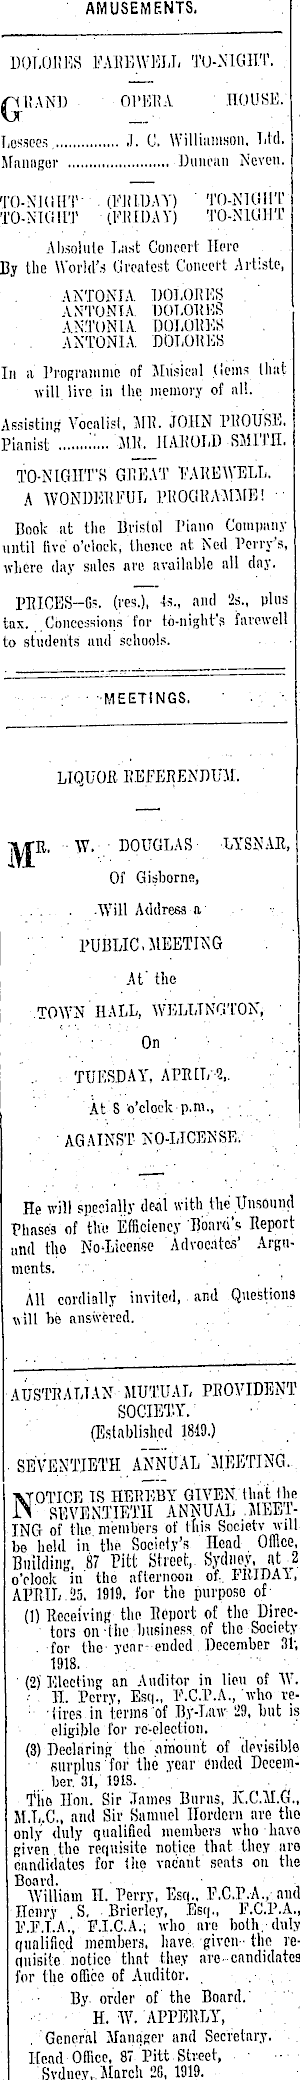 AMUSEMENTS.
DOLORES FAREWELL TO-NIGHT.
GRAND OPERA HOUSE.
Lessees ............... J. C. Williamson, Ltd.
Manager ........................ Duncan Neven.
TO-NIGHT (FRIDAY) TO-NIGHT
TO-NIGHT (FRIDAY) TO-NIGHT
Absolute Last Concert Here
By the World's Greatest Concert Artiste,
ANTONIA DOLORES
ANTONIA DOLORES
ANTONIA DOLORES
ANTONIA DOLORES
In a Programme of Musical Gems that
will live in the memory of all.
Assisting Vocalist, MR. JOHN PROUSE.
Pianist ............ MR. HAROLD SMITH.
TO-NIGHT'S GREAT FAREWELL.
A WONDERFUL PROGRAMME!
Book at the Bristol Piano Company
until five o'clock, thence at Ned Perry's,
where day sales are available all day.
PRICES—6s. (res.), 4s., and 2s., plus
tax. Concessions for to-night's farewell
to students and schools.
MEETINGS.
LIQUOR REFERENDUM.
MR. W. DOUGLAS LYSNAR,
Of Gisborne,
Will Address a
PUBLIC MEETING
At the
TOWN HALL, WELLINGTON,
On
TUESDAY, APRIL 2,
At 8 o'clock p.m.,
AGAINST NO-LICENSE.
He will specially deal with the Unsound
Phases of the Efficiency Board's Report
and the No-License Advocates' Argu-
ments.
All cordially invited, and Questions
will be answered.
AUSTRALIAN MUTUAL PROVIDENT
SOCIETY.
(Established 1849.)
SEVENTIETH ANNUAL MEETING.
NOTICE IS HEREBY GIVEN that the
SEVENTIETH ANNUAL MEET-
ING of the members of this Society will
be held in the Society's Head Office,
Building, 87 Pitt Street, Sydney, at 2
o'clock in the afternoon of FRIDAY,
APRIL 25, 1919, for the purpose of
(1) Receiving the Report of the Direc-
tors on the business of the Society
for the year ended December 31,
1918.
(2) Electing an Auditor in lieu of W.
H. Perry, Esq., F.C.P.A., who re-
tires in terms of By-Law 29, but is
eligible for re-election.
(3) Declaring the amount of devisible
surplus for the year ended Decem-
ber 31, 1918.
The Hon. Sir James Burns, K.C.M.G.,
M.L.C., and Sir Samuel Hordern are the
only duly qualified members who have
given the requisite notice that they are
candidates for the vacant seats on the
Board.
William H. Perry, Esq., F.C.P.A., and
Henry S. Brierley, Esq., F.C.P.A.,
F.F.I.A., F.I.C.A.; who are both duly
qualified members, have given the re-
quisite notice that they are candidates
for the office of Auditor.
By order of the Board.
H. W. APPERLY,
General Manager and Secretary.
Head Office, 87 Pitt Street,
Sydney, March 26, 1919.